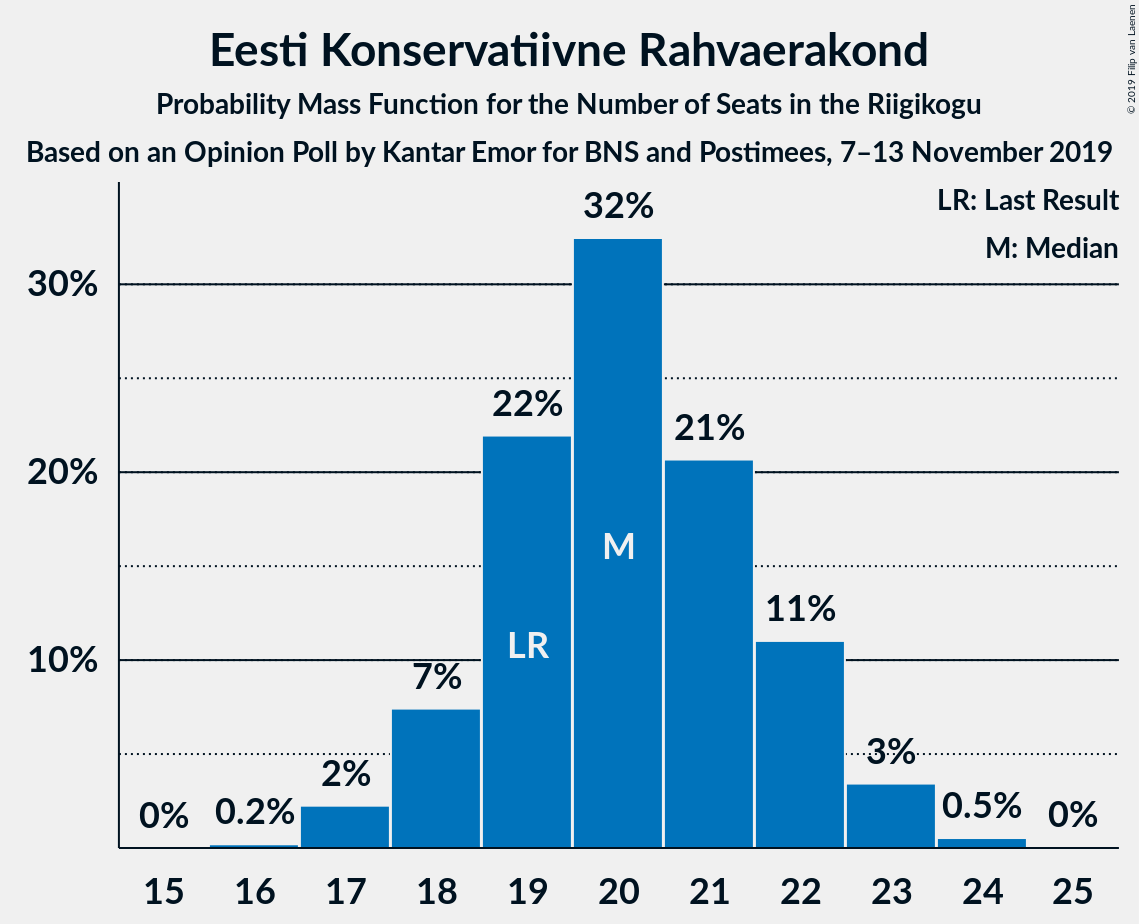 Eesti Konservatiivne Rahvaerakond
Probability Mass Function for the Number of Seats in the Riigikogu
Based on an Opinion Poll by Kantar Emor for BNS and Postimees, 7–13 November 2019
© 2019 Filip van Laenen
LR: Last Result
M: Median
30%
20%
10%
0%
0.2%
2%
7%
22%
32%
21%
11%
3%
0.5%
0%
LR
M
15 16 17 18 19 20 21 22 23 24 25